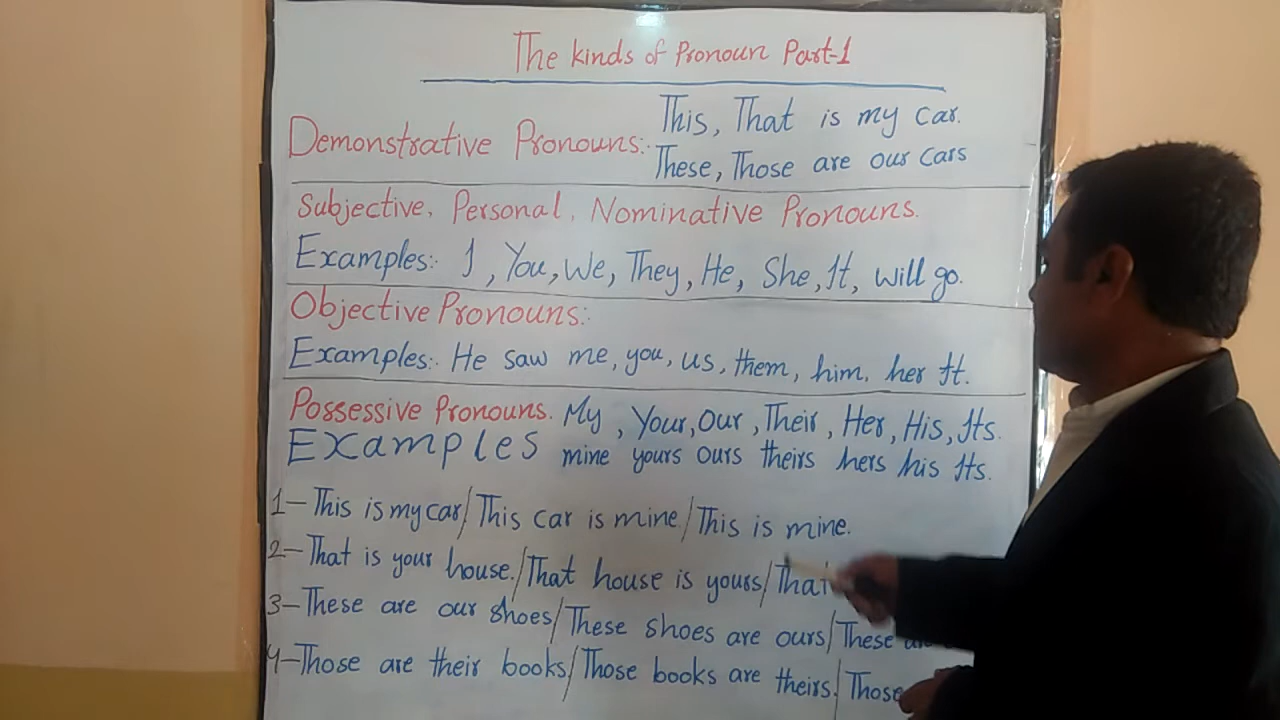 The kinds of Pronoun Part-1
Demonstrative Pronouns:. This, That is my car.
These, Those are our cars
Subjective, Personal, Nominative Pronouns.
Examples:. I, You, We, They, He, She, It, will go.
Objective Pronouns:.
Examples:. He saw me, you, us, them, him, her It.
Possessive Pronouns. My, Your, Our, Their, Her, His, Its.
Examples mine yours ours theirs hers his Its.
1-This is my car/This car is mine/This is mine.
2-That is your house./That house is yours/That
3-These are our shoes/These shoes are ours/These
4-Those are their books/Those books are theirs./Those